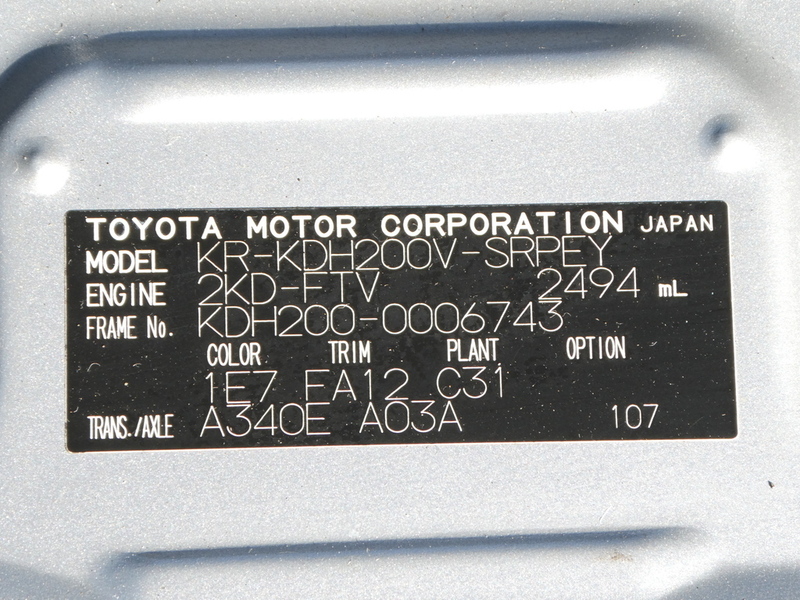 TOYOTA MOTOR CORPORATION JAPAN
MODEL KR-KDH200V-SRPEY
ENGINE 2KD-FTV 2494 mL
FRAME No. KDH200-0006743
COLOR TRIM PLANT OPTION
1E7 FA12 C31
TRANS./AXLE A340E A03A 107